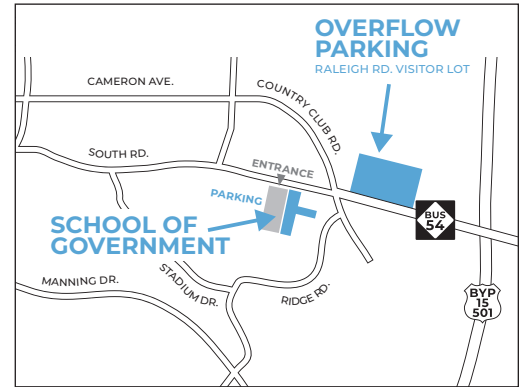 OVERFLOW
PARKING
RALEIGH RD. VISITOR LOT
CAMERON AVE.
COUNTRY CLUB RD.
SOUTH RD.
ENTRANCE
PARKING
SCHOOL OF
GOVERNMENT
BUS
54
MANNING DR.
STADIUM DR.
RIDGE RD.
BYP
15
501